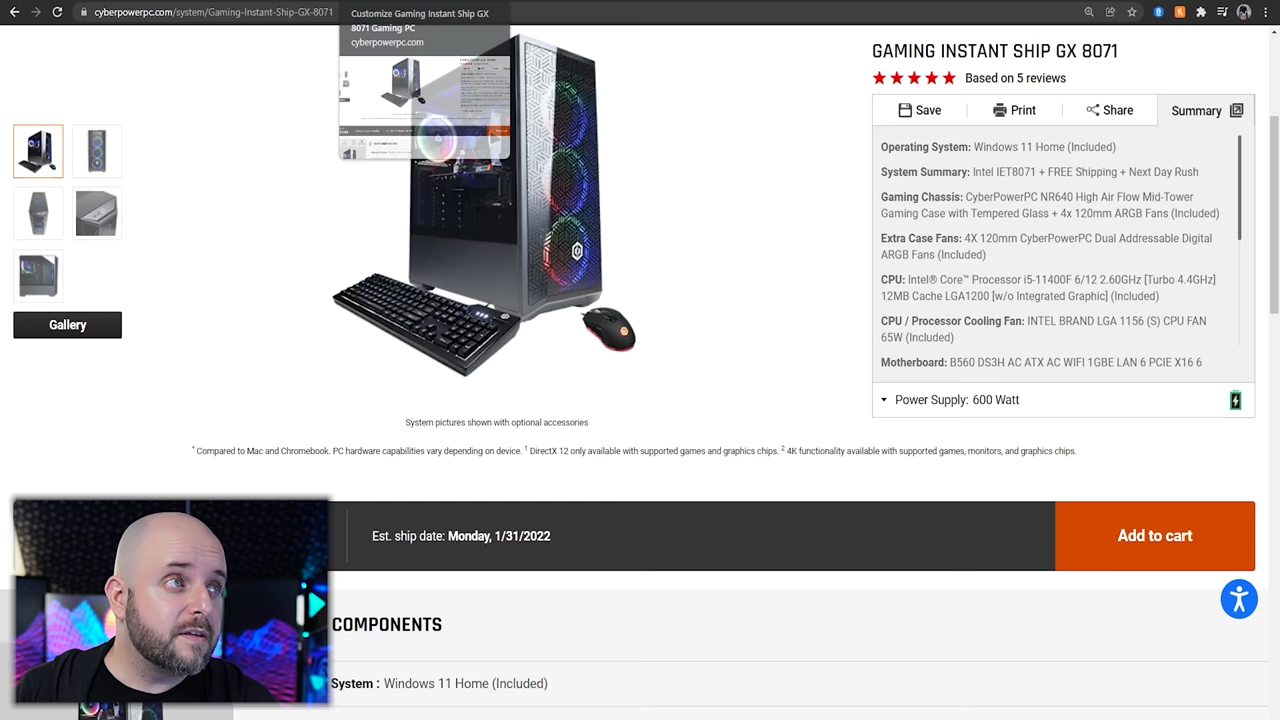 cyberpowerpc.com/system/Gaming-Instant-Ship-GX-8071
Customize Gaming Instant Ship GX
8071 Gaming PC
cyberpowerpc.com
GAMING INSTANT SHIP GX 8071
Based on 5 reviews
Save
Print
Share
Summary
Operating System: Windows 11 Home (Included)
System Summary: Intel IET8071 + FREE Shipping + Next Day Rush
Gaming Chassis: CyberPowerPC NR640 High Air Flow Mid-Tower
Gaming Case with Tempered Glass + 4x 120mm ARGB Fans (Included)
Extra Case Fans: 4X 120mm CyberPowerPC Dual Addressable Digital
ARGB Fans (Included)
CPU: Intel® Core™ Processor i5-11400F 6/12 2.60GHz [Turbo 4.4GHz]
12MB Cache LGA1200 [w/o Integrated Graphic] (Included)
CPU / Processor Cooling Fan: INTEL BRAND LGA 1156 (S) CPU FAN
65W (Included)
Motherboard: B560 DS3H AC ATX AC WIFI 1GBE LAN 6 PCIE X16 6
Power Supply: 600 Watt
Gallery
System pictures shown with optional accessories
* Compared to Mac and Chromebook. PC hardware capabilities vary depending on device. 1 DirectX 12 only available with supported games and graphics chips. 2 4K functionality available with supported games, monitors, and graphics chips.
Est. ship date: Monday, 1/31/2022
Add to cart
COMPONENTS
System : Windows 11 Home (Included)